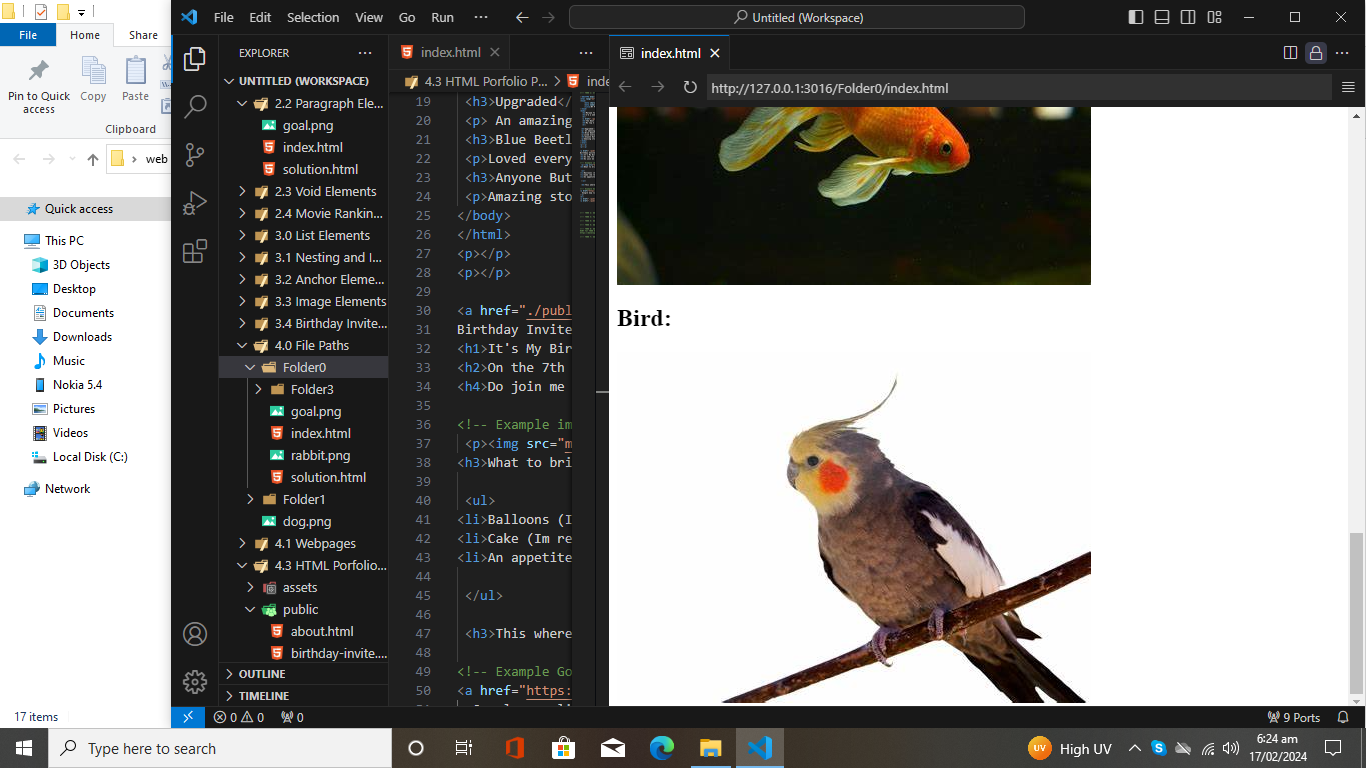 File
Home
Share
Pin to Quick
access
Copy
Paste
Clipboard
web
Quick access
This PC
3D Objects
Desktop
Documents
Downloads
Music
Nokia 5.4
Pictures
Videos
Local Disk (C:)
Network
17 items
File Edit Selection View Go Run ...
Untitled (Workspace)
EXPLORER
UNTITLED (WORKSPACE)
2.2 Paragraph Ele...
goal.png
index.html
solution.html
2.3 Void Elements
2.4 Movie Rankin...
3.0 List Elements
3.1 Nesting and I...
3.2 Anchor Eleme...
3.3 Image Elements
3.4 Birthday Invite...
4.0 File Paths
Folder0
Folder3
goal.png
index.html
rabbit.png
solution.html
Folder1
dog.png
4.1 Webpages
4.3 HTML Porfolio...
assets
public
about.html
birthday-invite....
OUTLINE
TIMELINE
index.html
4.3 HTML Porfolio P... > inde
19 <h3>Upgraded</
20 <p> An amazing
21 <h3>Blue Beetl
22 <p>Loved every
23 <h3>Anyone But
24 <p>Amazing sto
25 </body>
26 </html>
27 <p></p>
28 <p></p>
29
30 <a href="./publ
31 Birthday Invite
32 <h1>It's My Bir
33 <h2>On the 7th
34 <h4>Do join me
35
36 <!-- Example im
37 <p><img src="m
38 <h3>What to bri
39
40 <ul>
41 <li>Balloons (I
42 <li>Cake (Im re
43 <li>An appetite
44
45 </ul>
46
47 <h3>This where
48
49 <!-- Example Go
50 <a href="https:
index.html
http://127.0.0.1:3016/Folder0/index.html
Bird:
0 0 0
9 Ports
Type here to search
UV
High UV
6:24 am
17/02/2024